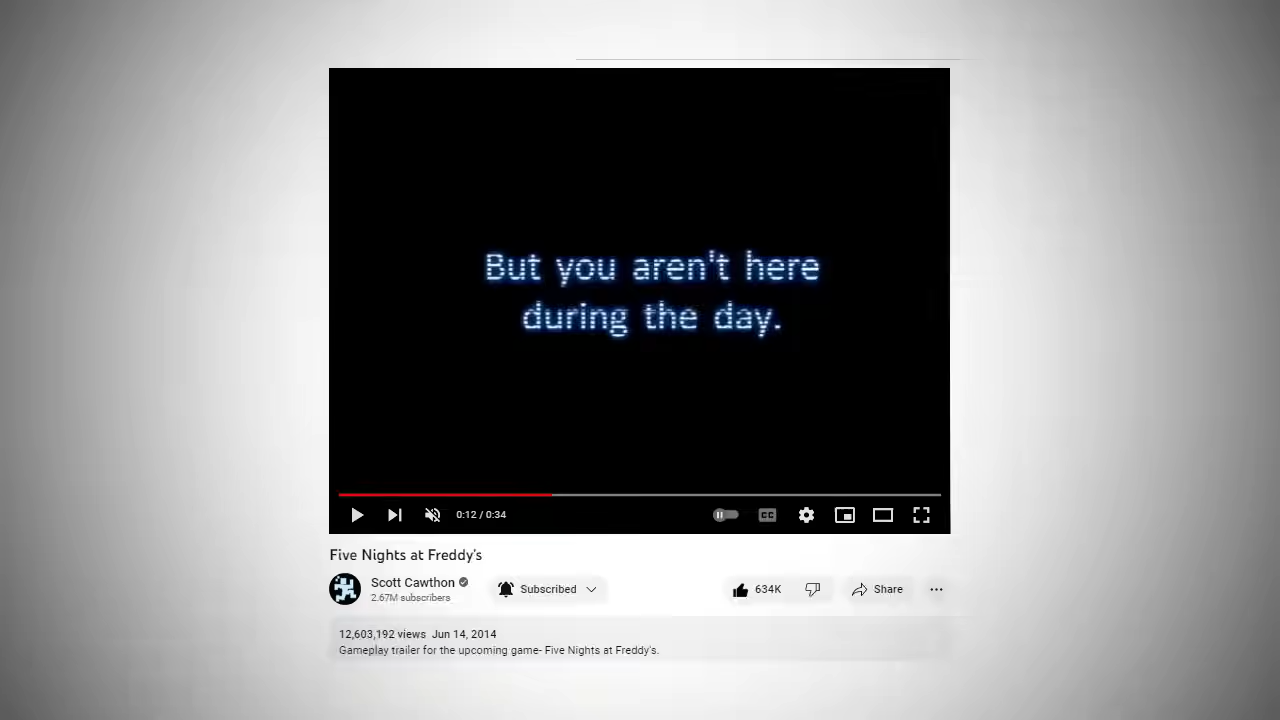 But you aren't here
during the day.
0:12 / 0:34
CC
Five Nights at Freddy's
Scott Cawthon
2.67M subscribers
Subscribed
634K
Share
12,603,192 views Jun 14, 2014
Gameplay trailer for the upcoming game- Five Nights at Freddy's.